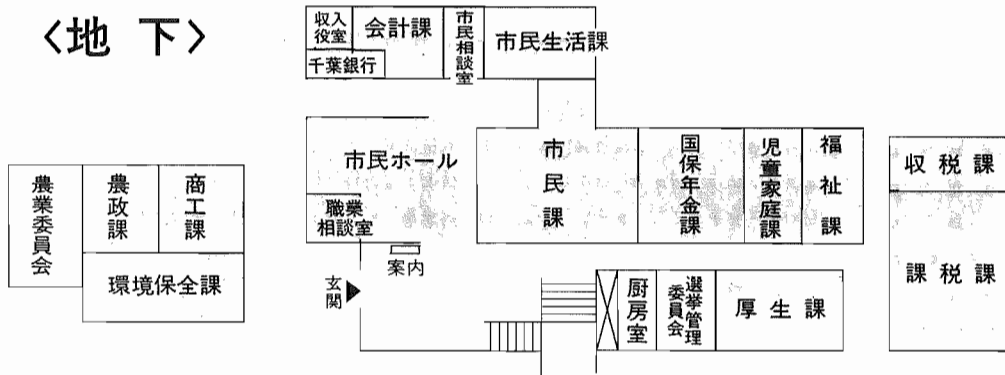 〈地 下〉
収入役室
会計課
市民相談室
市民生活課
千葉銀行
市民ホール
市民課
国保年金課
児童家庭課
福祉課
収税課
農業委員会
農政課
商工課
職業相談室
案内
課税課
環境保全課
玄関
厨房室
選挙管理委員会
厚生課